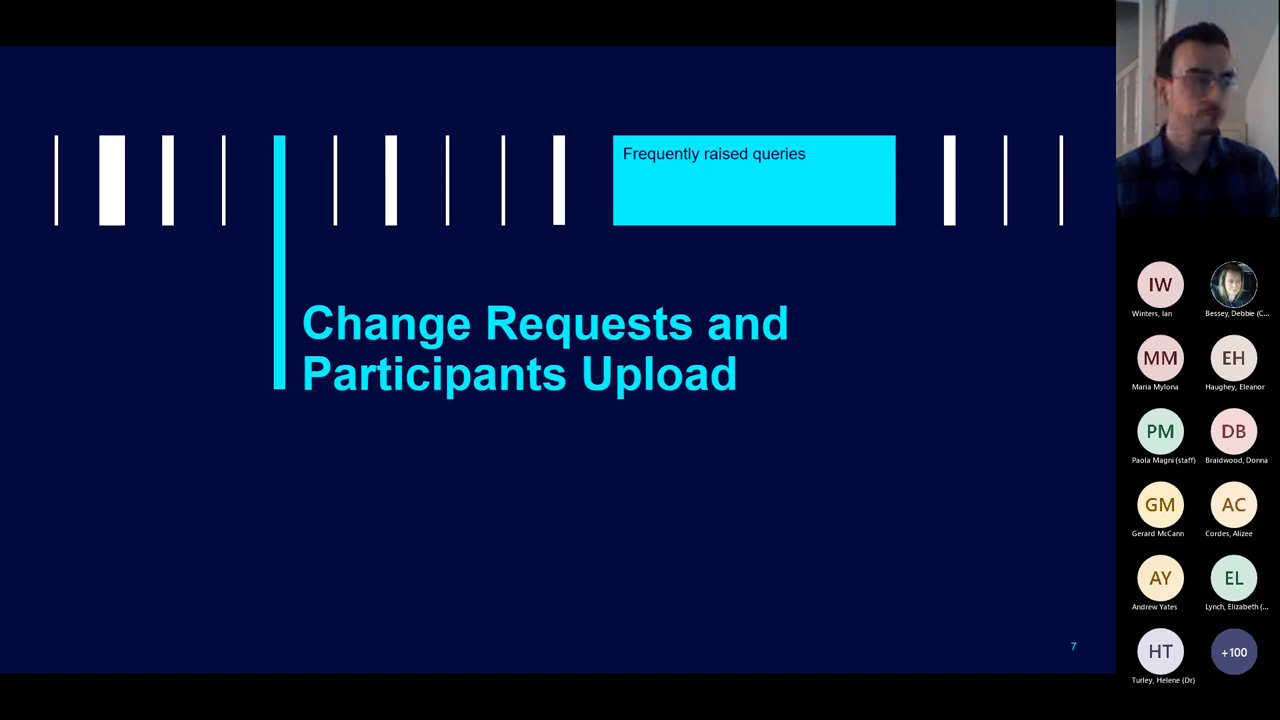 Frequently raised queries
Change Requests and
Participants Upload
7
IW
Winters, Ian
Bessey, Debbie (C...
MM
Maria Mylona
EH
Haughey, Eleanor
PM
Paola Magni (staff)
DB
Braidwood, Donna
GM
Gerard McCann
AC
Cordes, Alizee
AY
Andrew Yates
EL
Lynch, Elizabeth (...
HT
Turley, Helene (Dr)
+100